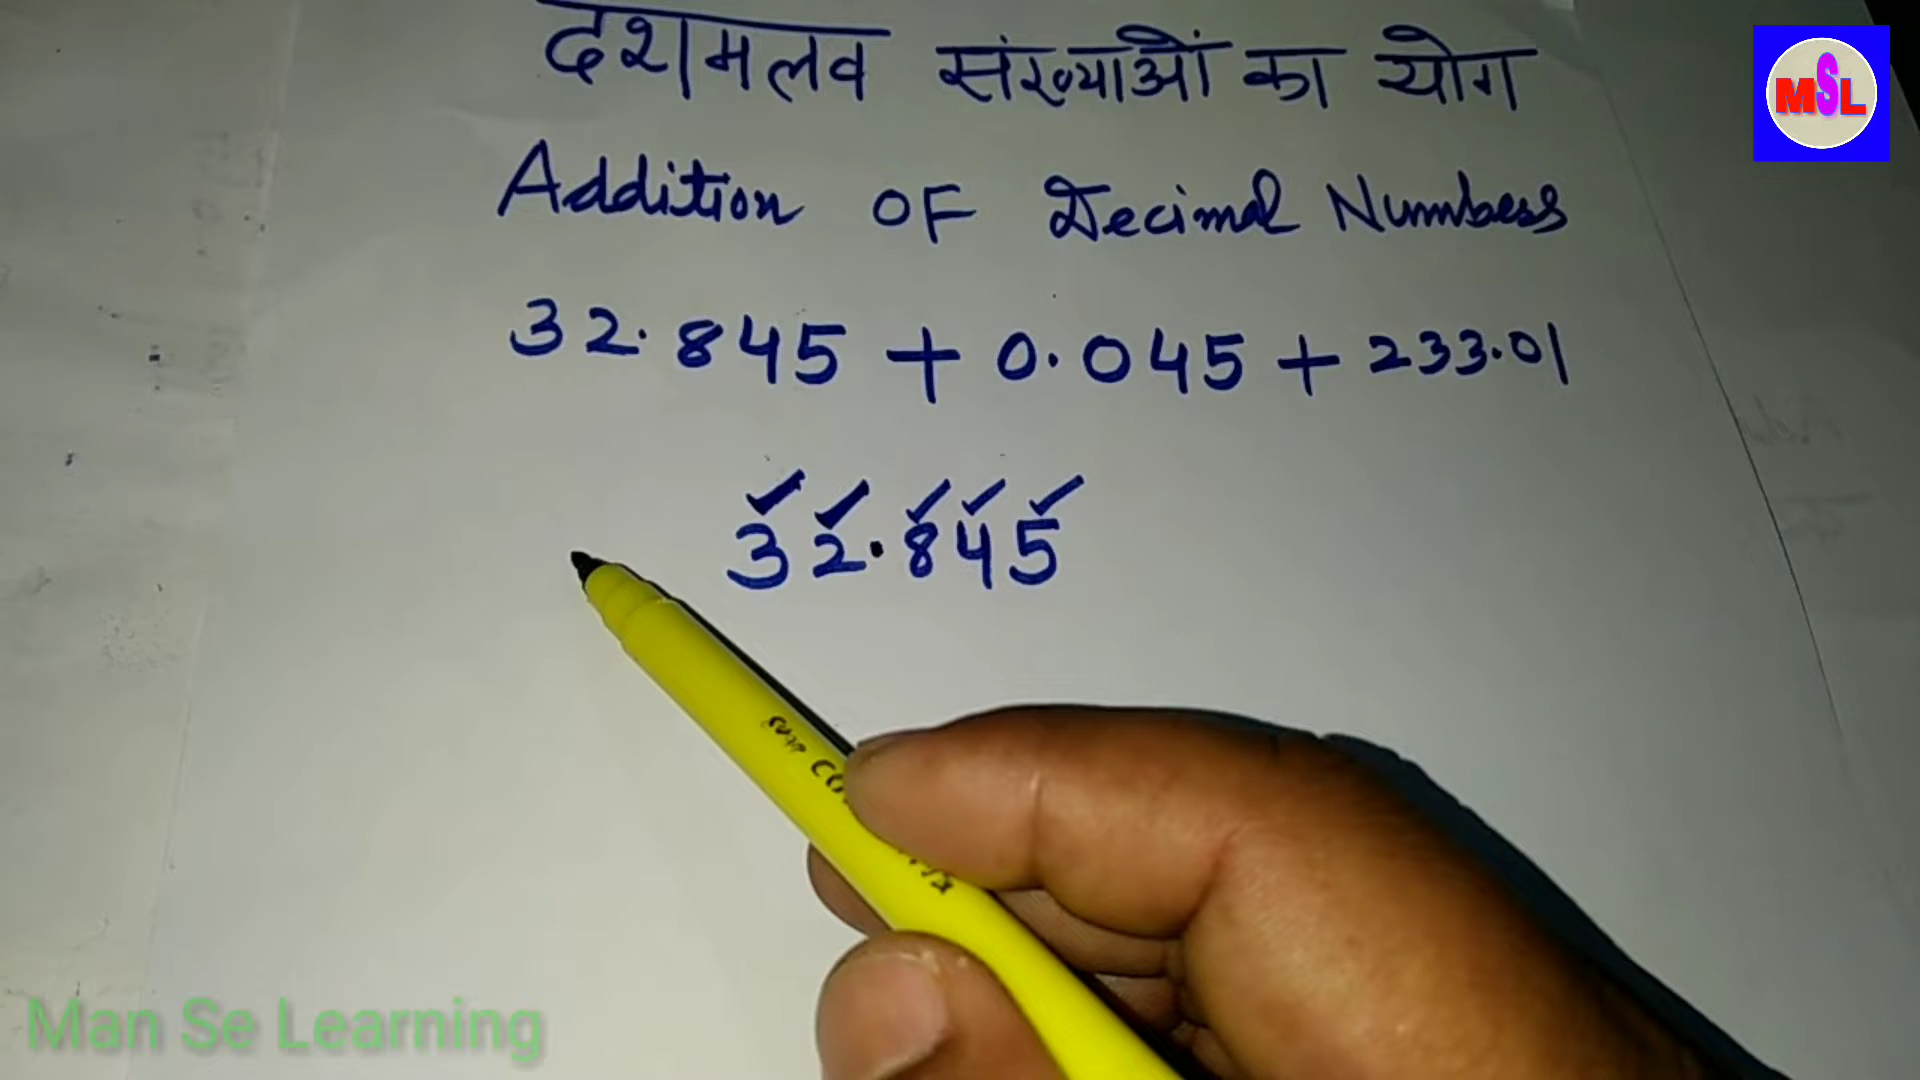 दशमलव संख्याओं का योग
MSL
Addition OF Decimal Numbers
32.845 + 0.045 + 233.01
32.845
Man Se Learning